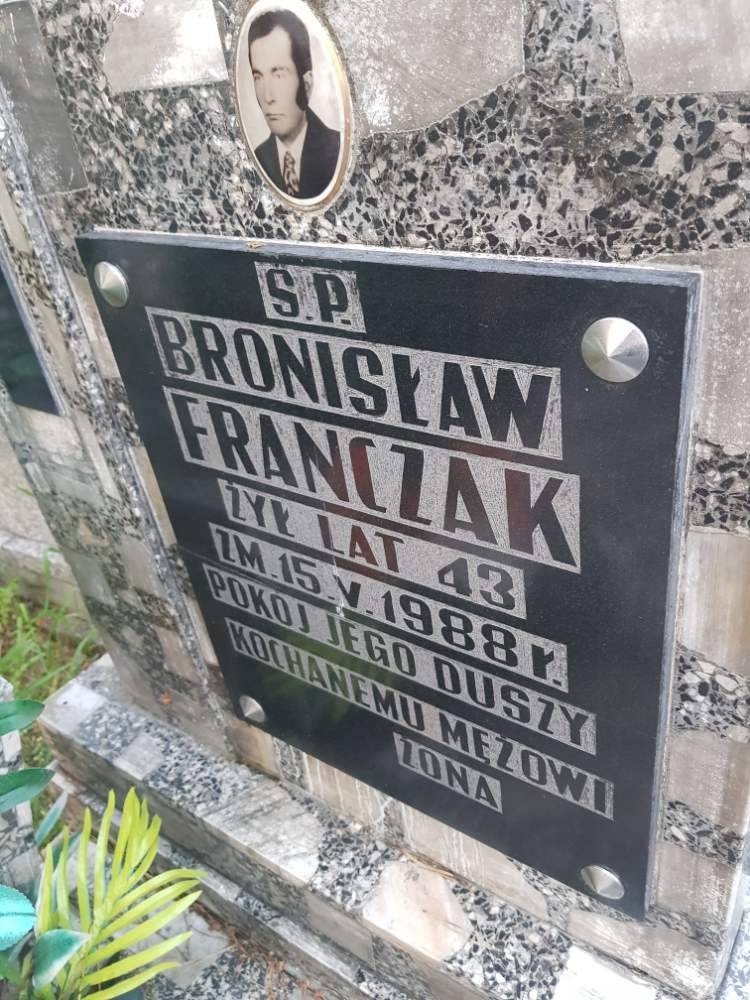 Ś.P.
BRONISŁAW
FRANCZAK
ŻYŁ LAT 43
ZM.15.V.1988 r.
POKÓJ JEGO DUSZY
KOCHANEMU MĘŻOWI
ŻONA